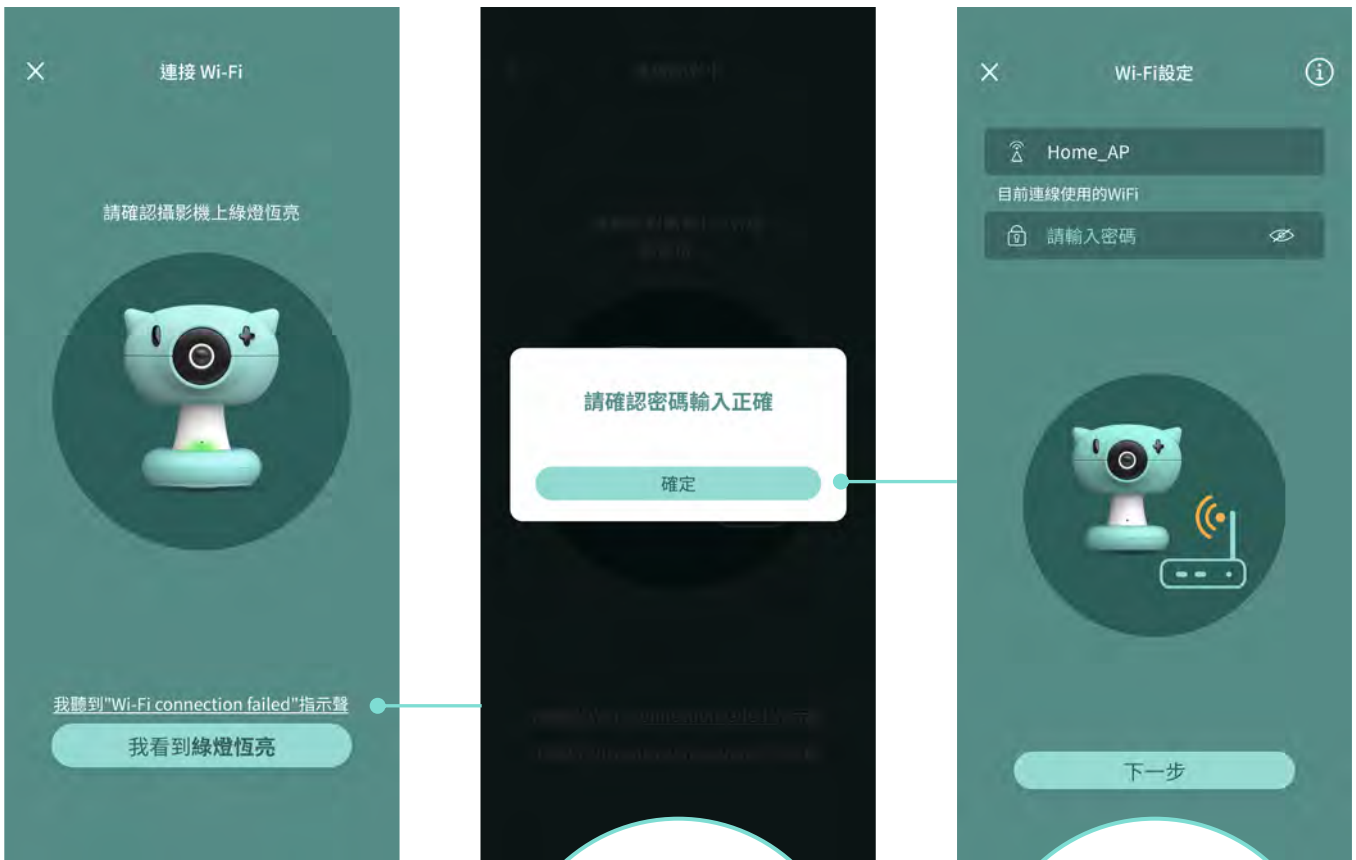 連接 Wi-Fi
請確認攝影機上綠燈恆亮
我聽到"Wi-Fi connection failed"指示聲
我看到綠燈恆亮
請確認密碼輸入正確
確定
Wi-Fi設定
Home_AP
目前連線使用的WiFi
請輸入密碼
下一步